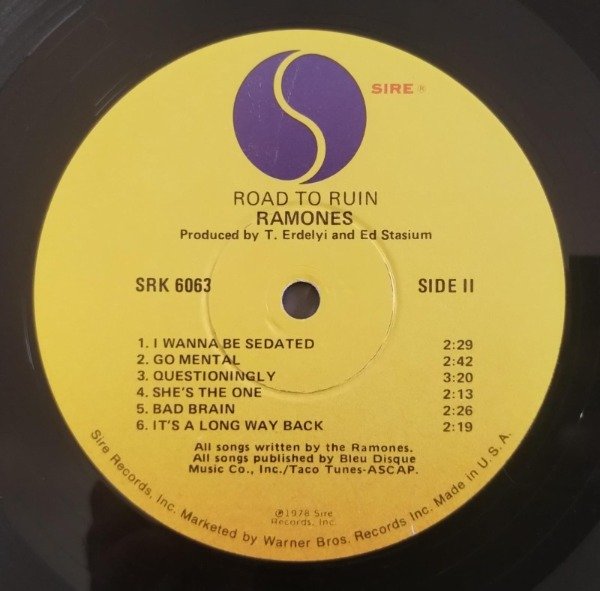 SIRE ®
ROAD TO RUIN
RAMONES
Produced by T. Erdelyi and Ed Stasium
SRK 6063 SIDE II
1. I WANNA BE SEDATED 2:29
2. GO MENTAL 2:42
3. QUESTIONINGLY 3:20
4. SHE'S THE ONE 2:13
5. BAD BRAIN 2:26
6. IT'S A LONG WAY BACK 2:19
All songs written by the Ramones.
All songs published by Bleu Disque
Music Co., Inc./Taco Tunes-ASCAP.
℗1978 Sire
Records, Inc.
Sire Records, Inc. Marketed by Warner Bros. Records Inc. Made in U.S.A.